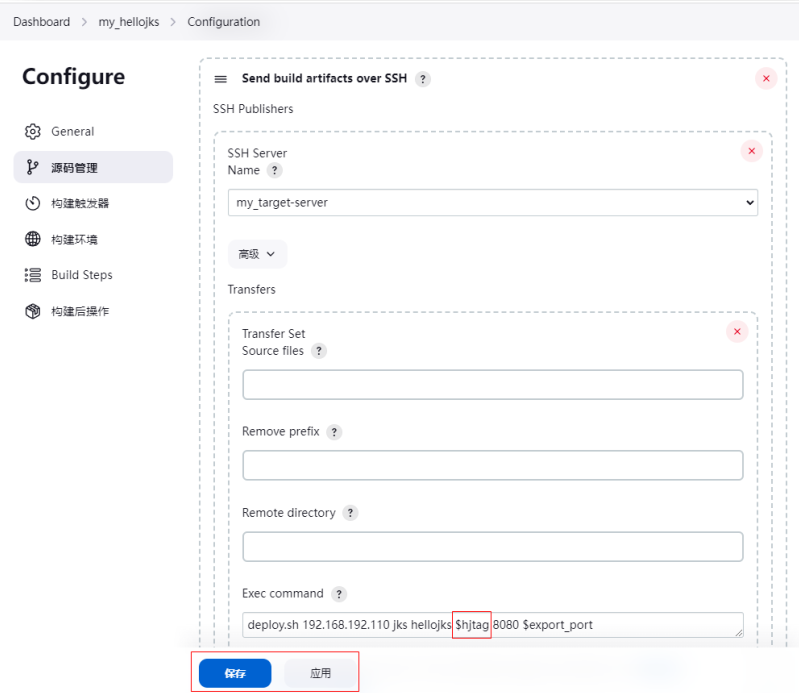 Dashboard > my_hellojks > Configuration
Configure
General
源码管理
构建触发器
构建环境
Build Steps
构建后操作
Send build artifacts over SSH ?
SSH Publishers
SSH Server
Name ?
my_target-server
高级
Transfers
Transfer Set
Source files ?
Remove prefix ?
Remote directory ?
Exec command ?
deploy.sh 192.168.192.110 jks hellojks $hjtag 8080 $export_port
保存
应用